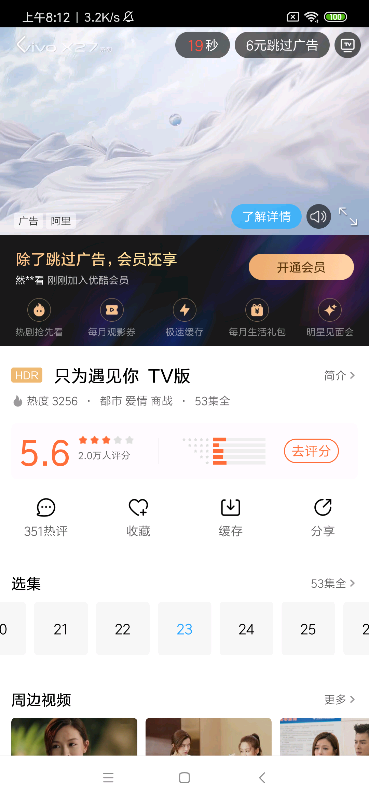 上午8:12 | 3.2K/s
100
vivo X27
19秒
6元跳过广告
TV
广告 阿里
了解详情
除了跳过广告，会员还享
然**看 刚刚加入优酷会员
开通会员
热剧抢先看 每月观影券 极速缓存 每月生活礼包 明星见面会
HDR 只为遇见你 TV版 简介
热度 3256 · 都市 爱情 商战 · 53集全
5.6
2.0万人评分
去评分
351热评 收藏 缓存 分享
选集 53集全
0 21 22 23 24 25 2
周边视频 更多